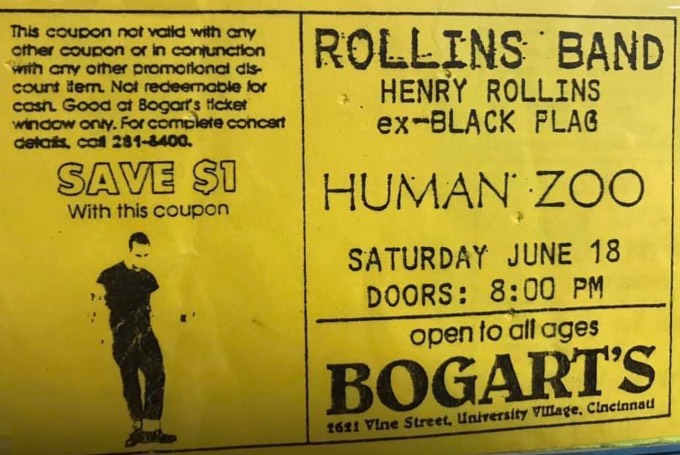 This coupon not valid with any
other coupon or in conjunction
with any other promotional dis-
count item. Not redeemable for
cash. Good at Bogart's ticket
window only. For complete concert
details, call 281-8400.
SAVE $1
With this coupon
ROLLINS BAND
HENRY ROLLINS
ex-BLACK FLAG
HUMAN ZOO
SATURDAY JUNE 18
DOORS: 8:00 PM
open to all ages
BOGART'S
2621 Vine Street, University Village, Cincinnati